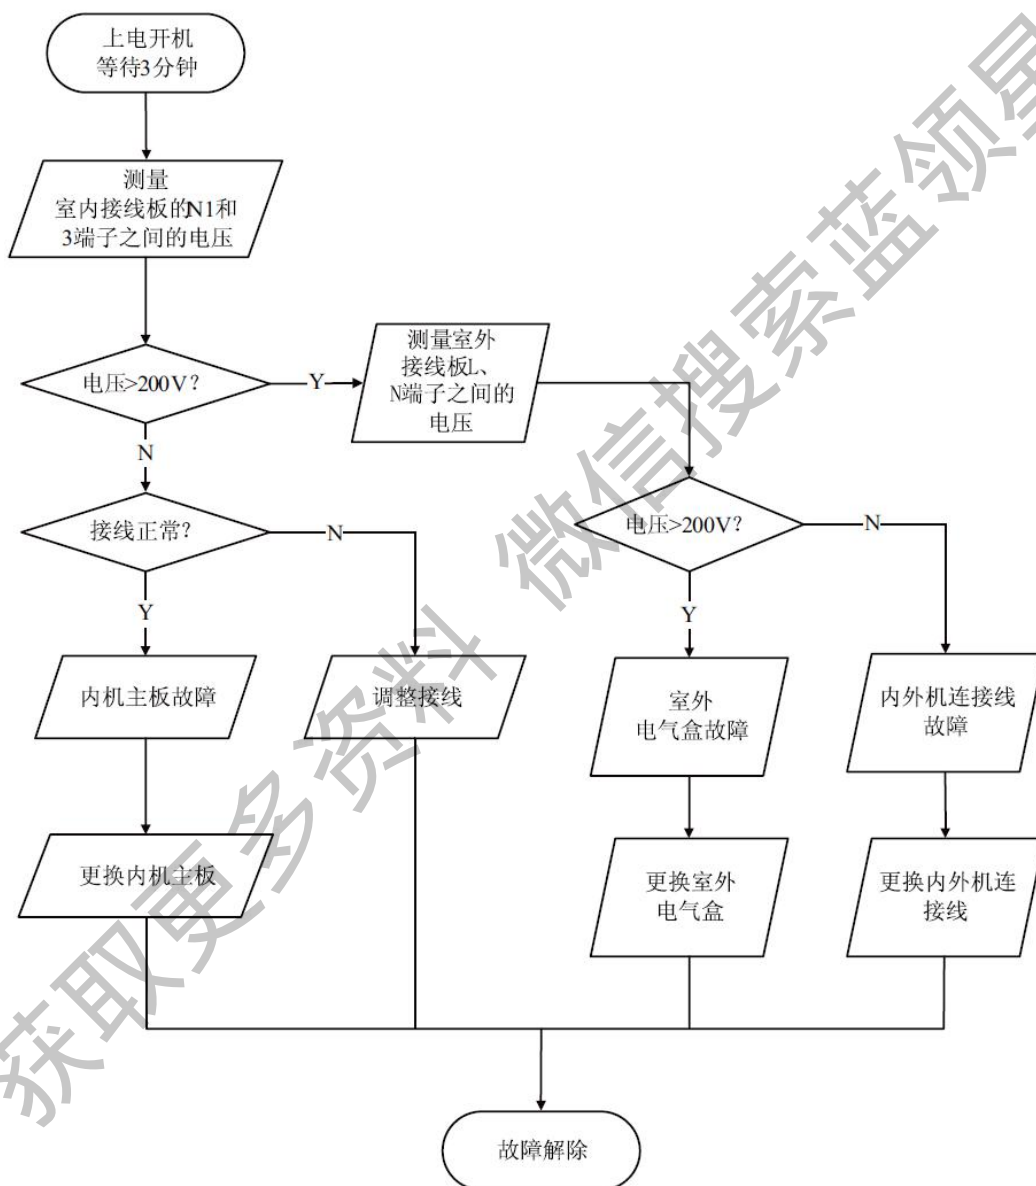 上电开机
等待3分钟
测量
室内接线板的N1和
3端子之间的电压
电压>200V？
Y
测量室外
接线板L、
N端子之间的
电压
N
接线正常？
N
电压>200V？
N
Y
Y
内机主板故障
调整接线
室外
电气盒故障
内外机连接线
故障
更换内机主板
更换室外
电气盒
更换内外机连
接线
故障解除
获取更多资料 微信搜索蓝领星